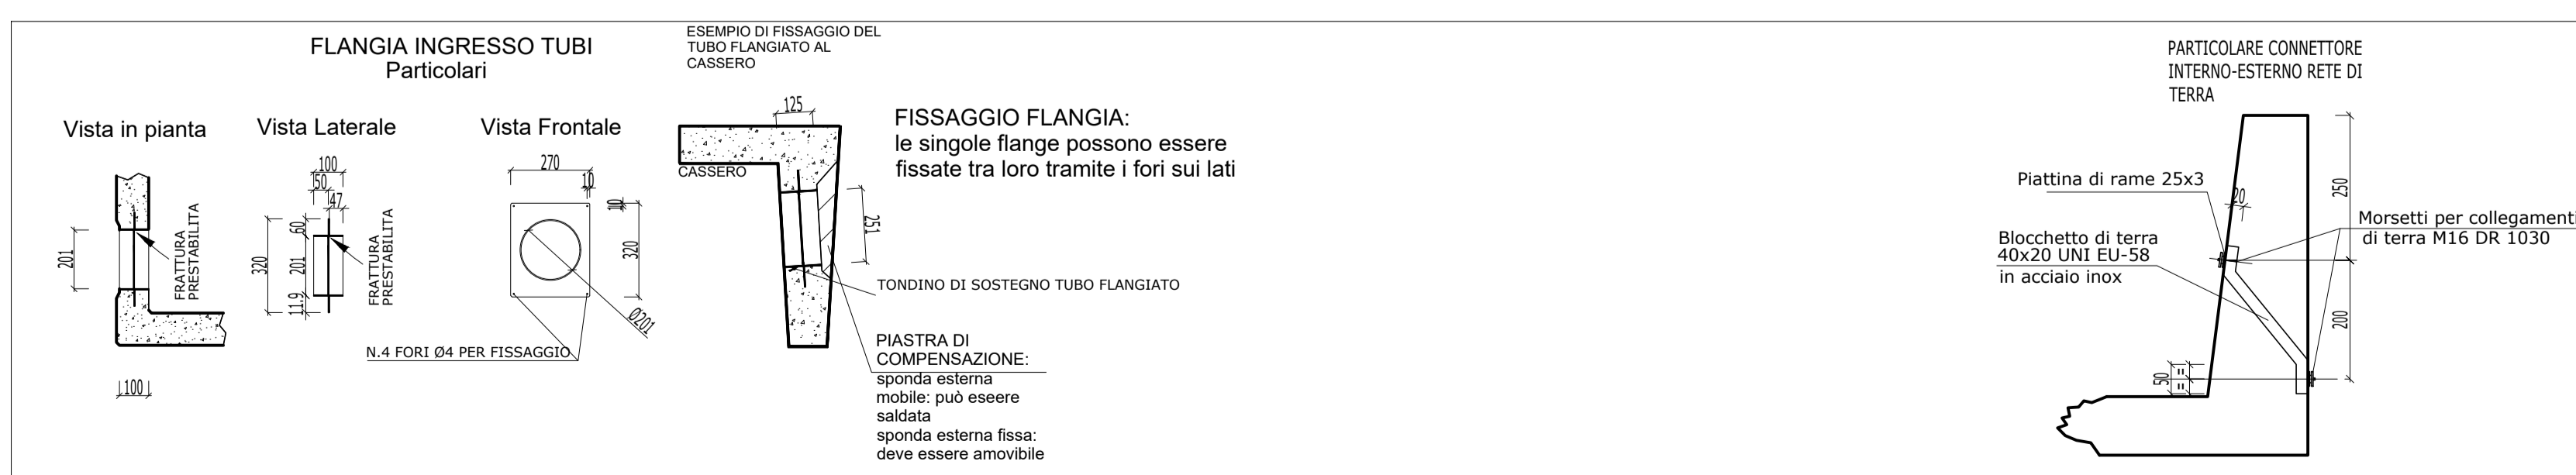 FLANGIA INGRESSO TUBI
Particolari
Vista in pianta
201
FRATTURA
PRESTABILITA
100
Vista Laterale
100
50
47
320
60
201
11.9
FRATTURA
PRESTABILITA
Vista Frontale
270
10
10
320
Ø201
N.4 FORI Ø4 PER FISSAGGIO
ESEMPIO DI FISSAGGIO DEL
TUBO FLANGIATO AL
CASSERO
125
CASSERO
251
FISSAGGIO FLANGIA:
le singole flange possono essere
fissate tra loro tramite i fori sui lati
TONDINO DI SOSTEGNO TUBO FLANGIATO
PIASTRA DI
COMPENSAZIONE:
sponda esterna
mobile: può eseere
saldata
sponda esterna fissa:
deve essere amovibile
PARTICOLARE CONNETTORE
INTERNO-ESTERNO RETE DI
TERRA
Piattina di rame 25x3
20
250
Morsetti per collegamenti
di terra M16 DR 1030
Blocchetto di terra
40x20 UNI EU-58
in acciaio inox
200
50
= =